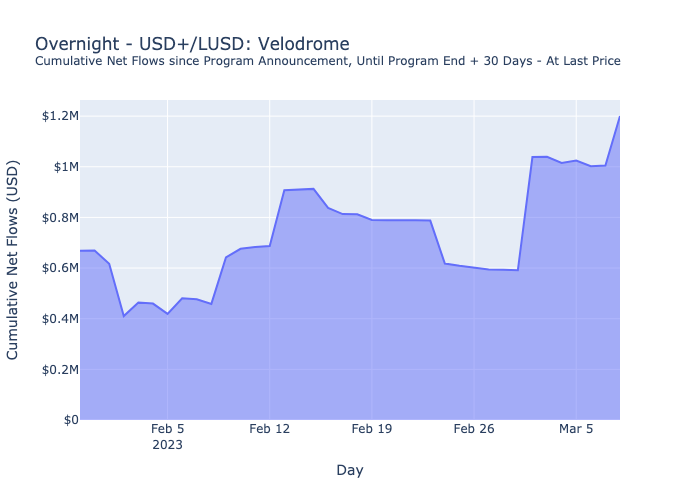 Overnight - USD+/LUSD: Velodrome
Cumulative Net Flows since Program Announcement, Until Program End + 30 Days - At Last Price
Cumulative Net Flows (USD)
$1.2M
$1M
$0.8M
$0.6M
$0.4M
$0.2M
$0
Feb 5 Feb 12 Feb 19 Feb 26 Mar 5
2023
Day